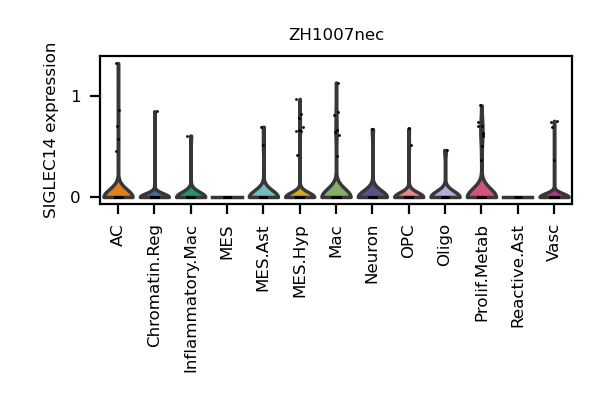 ZH1007nec
SIGLEC14 expression
1
0
AC
Chromatin.Reg
Inflammatory.Mac
MES
MES.Ast
MES.Hyp
Mac
Neuron
OPC
Oligo
Prolif.Metab
Reactive.Ast
Vasc